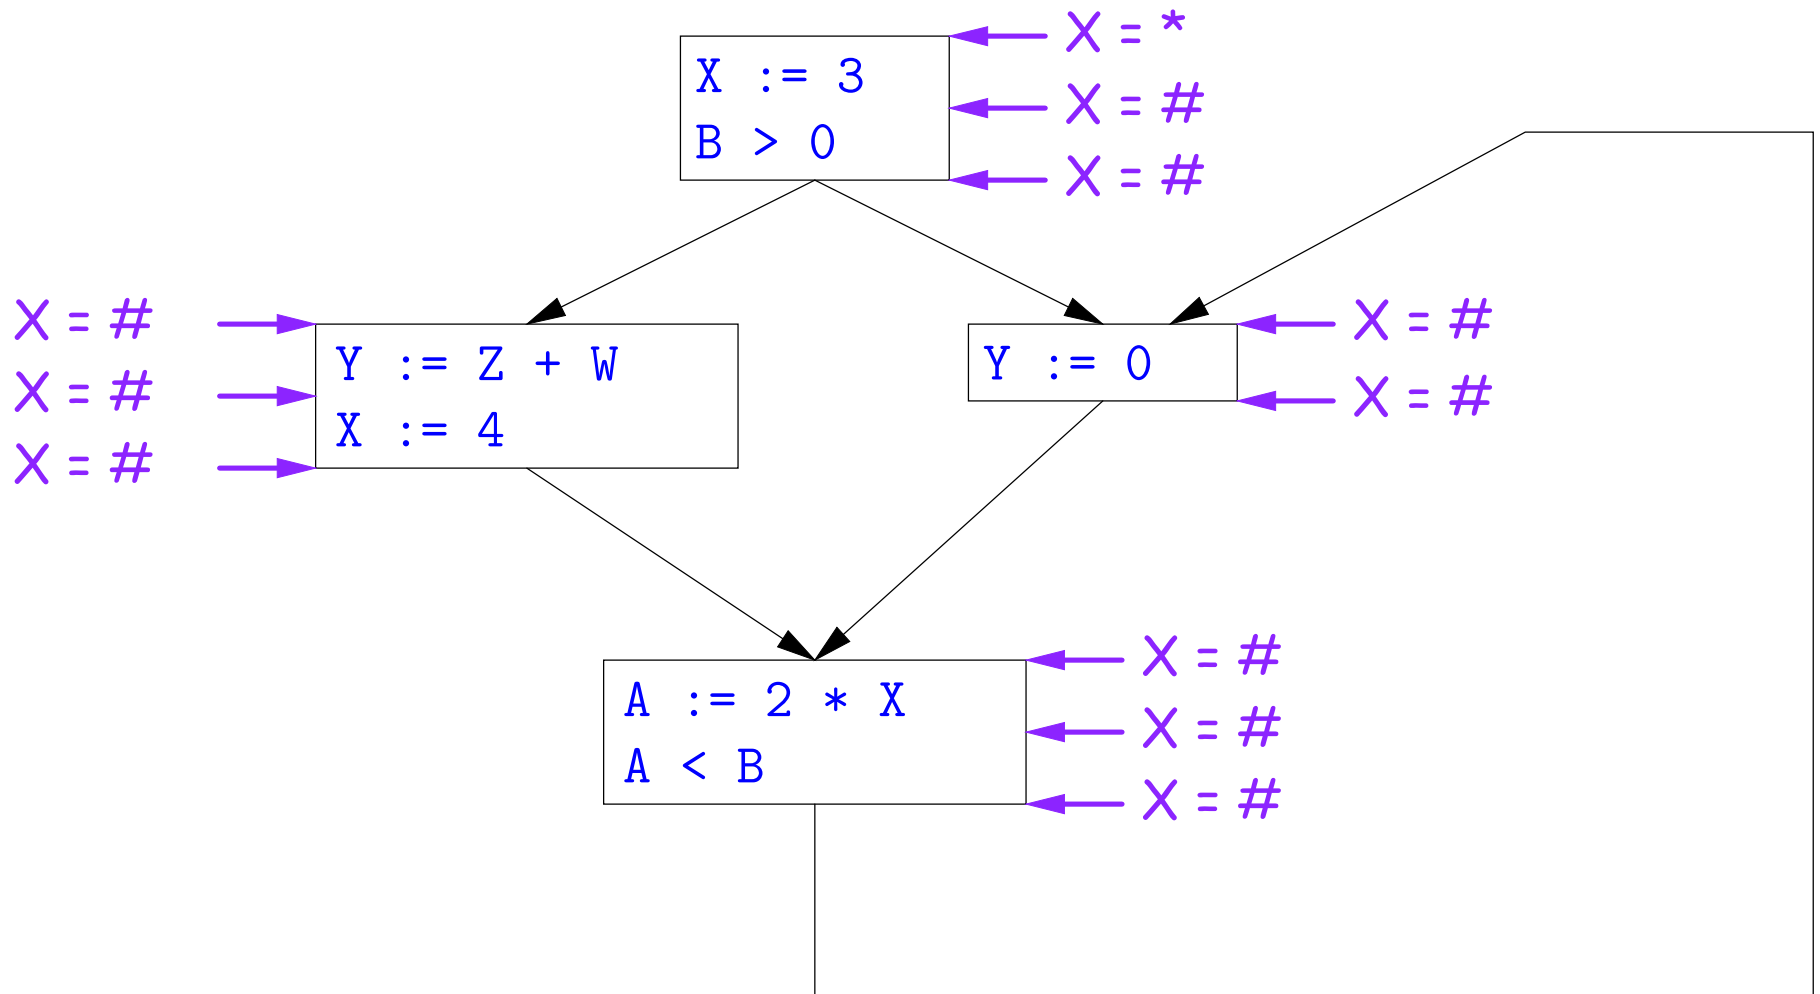 X = *
X := 3
X = #
B > 0
X = #
X = #
X = #
Y := Z + W
Y := 0
X = #
X = #
X := 4
X = #
X = #
A := 2 * X
X = #
A < B
X = #